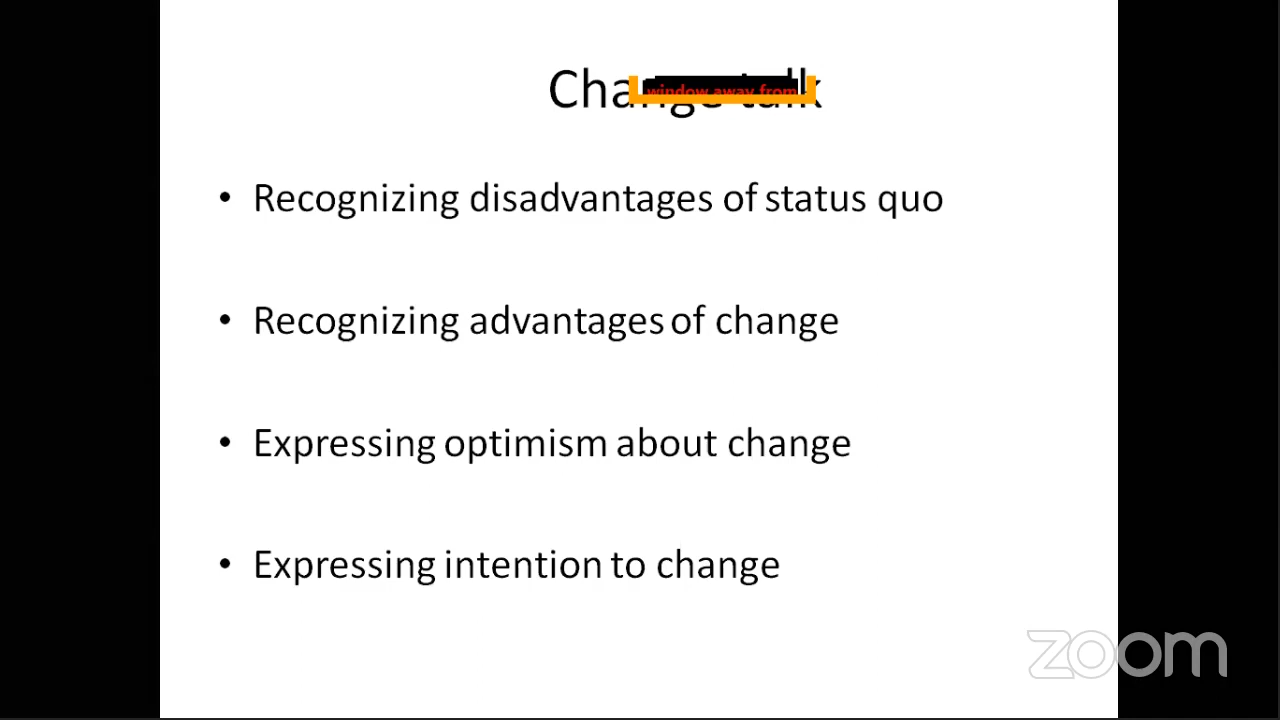 Change talk
window away from
• Recognizing disadvantages of status quo
• Recognizing advantages of change
• Expressing optimism about change
• Expressing intention to change
zoom